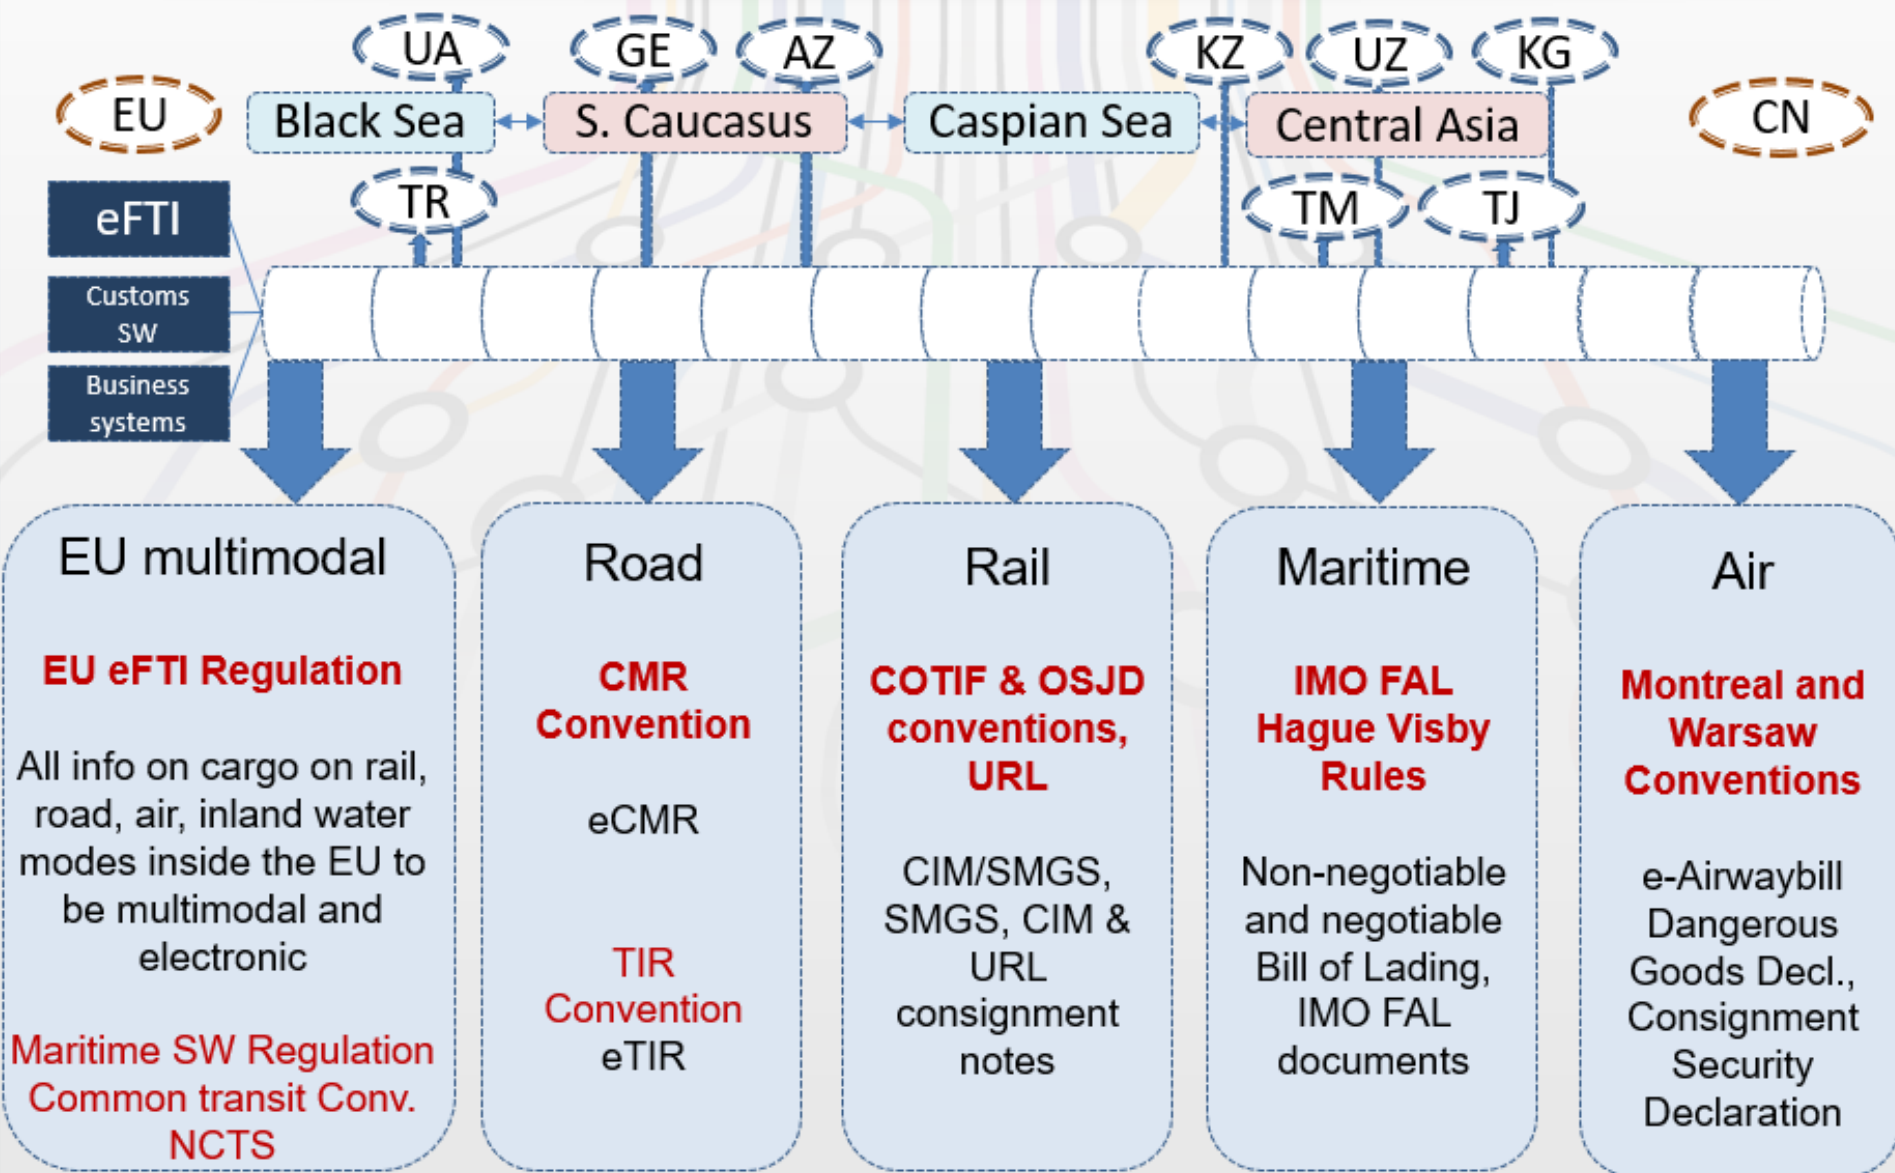 UA
GE
AZ
KZ
UZ
KG
EU
Black Sea
S. Caucasus
Caspian Sea
Central Asia
CN
TR
TM
TJ
eFTI
Customs
SW
Business
systems
EU multimodal
EU eFTI Regulation
All info on cargo on rail,
road, air, inland water
modes inside the EU to
be multimodal and
electronic
Maritime SW Regulation
Common transit Conv.
NCTS
Road
CMR
Convention
eCMR
TIR
Convention
eTIR
Rail
COTIF & OSJD
conventions,
URL
CIM/SMGS,
SMGS, CIM &
URL
consignment
notes
Maritime
IMO FAL
Hague Visby
Rules
Non-negotiable
and negotiable
Bill of Lading,
IMO FAL
documents
Air
Montreal and
Warsaw
Conventions
e-Airwaybill
Dangerous
Goods Decl.,
Consignment
Security
Declaration